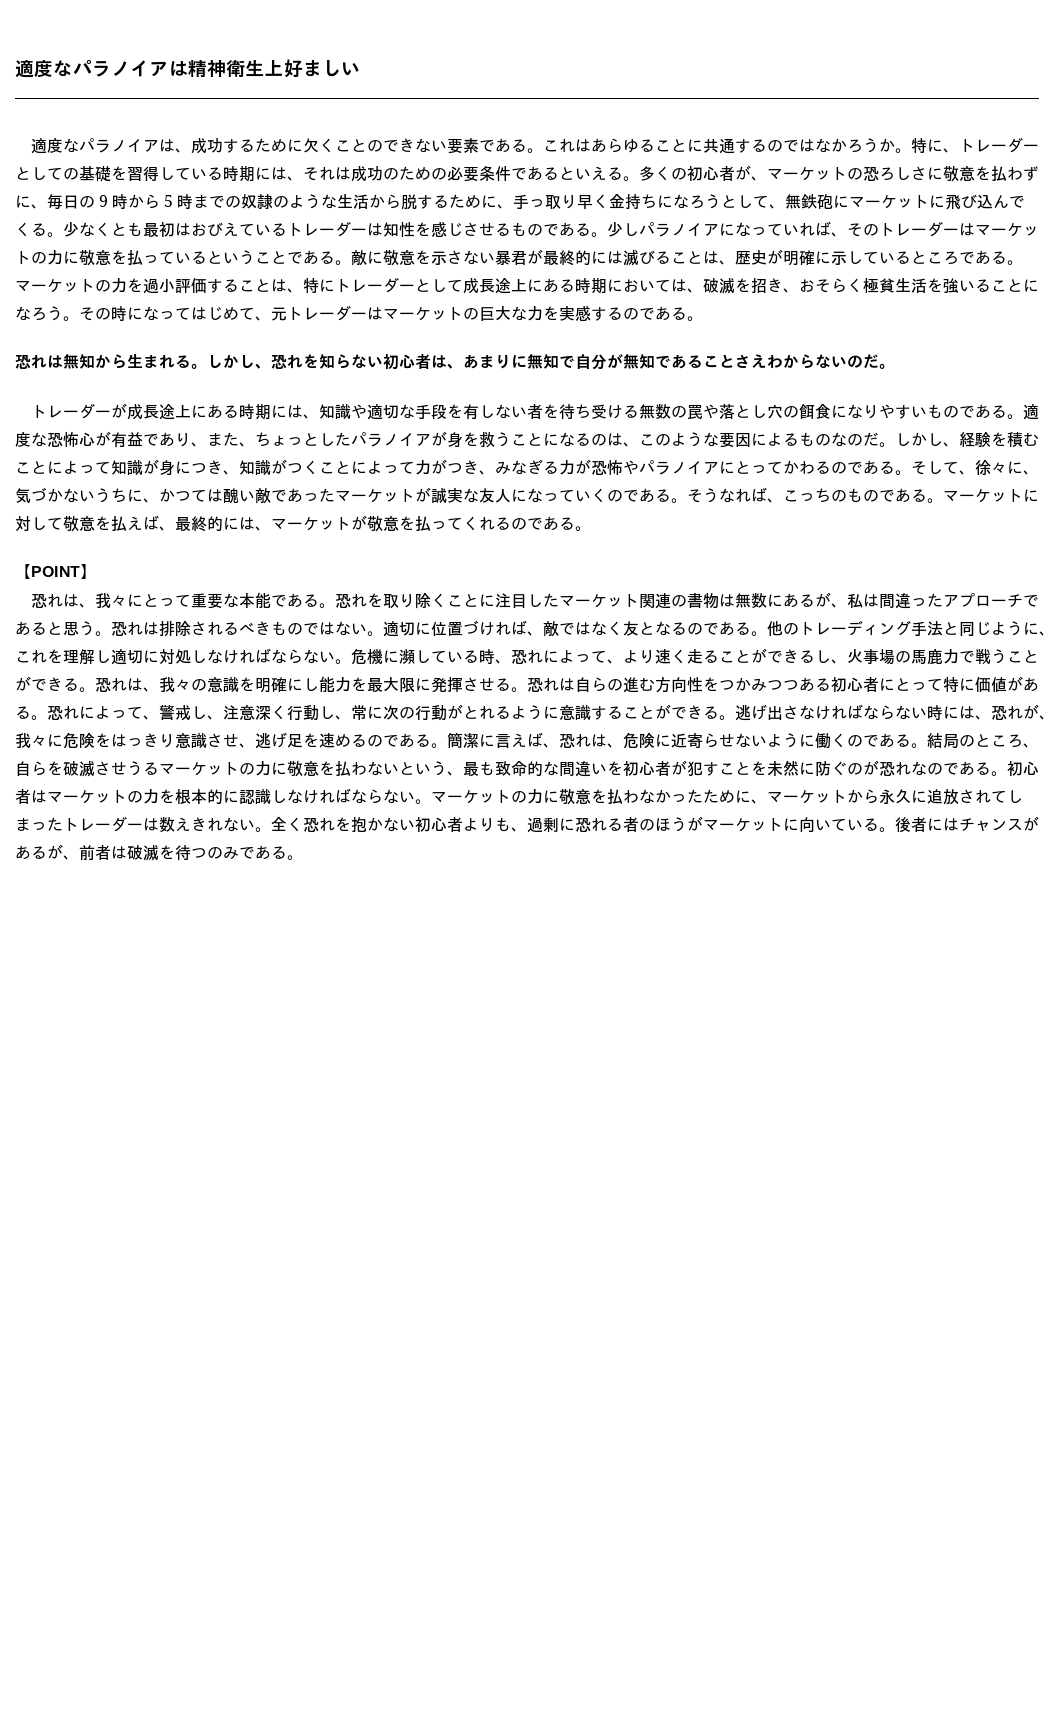 適度なパラノイアは精神衛生上好ましい
　適度なパラノイアは、成功するために欠くことのできない要素である。これはあらゆることに共通するのではなかろうか。特に、トレーダー
としての基礎を習得している時期には、それは成功のための必要条件であるといえる。多くの初心者が、マーケットの恐ろしさに敬意を払わず
に、毎日の 9 時から 5 時までの奴隷のような生活から脱するために、手っ取り早く金持ちになろうとして、無鉄砲にマーケットに飛び込んで
くる。少なくとも最初はおびえているトレーダーは知性を感じさせるものである。少しパラノイアになっていれば、そのトレーダーはマーケッ
トの力に敬意を払っているということである。敵に敬意を示さない暴君が最終的には滅びることは、歴史が明確に示しているところである。
マーケットの力を過小評価することは、特にトレーダーとして成長途上にある時期においては、破滅を招き、おそらく極貧生活を強いることに
なろう。その時になってはじめて、元トレーダーはマーケットの巨大な力を実感するのである。
恐れは無知から生まれる。しかし、恐れを知らない初心者は、あまりに無知で自分が無知であることさえわからないのだ。
　トレーダーが成長途上にある時期には、知識や適切な手段を有しない者を待ち受ける無数の罠や落とし穴の餌食になりやすいものである。適
度な恐怖心が有益であり、また、ちょっとしたパラノイアが身を救うことになるのは、このような要因によるものなのだ。しかし、経験を積む
ことによって知識が身につき、知識がつくことによって力がつき、みなぎる力が恐怖やパラノイアにとってかわるのである。そして、徐々に、
気づかないうちに、かつては醜い敵であったマーケットが誠実な友人になっていくのである。そうなれば、こっちのものである。マーケットに
対して敬意を払えば、最終的には、マーケットが敬意を払ってくれるのである。
【POINT】
　恐れは、我々にとって重要な本能である。恐れを取り除くことに注目したマーケット関連の書物は無数にあるが、私は間違ったアプローチで
あると思う。恐れは排除されるべきものではない。適切に位置づければ、敵ではなく友となるのである。他のトレーディング手法と同じように、
これを理解し適切に対処しなければならない。危機に瀕している時、恐れによって、より速く走ることができるし、火事場の馬鹿力で戦うこと
ができる。恐れは、我々の意識を明確にし能力を最大限に発揮させる。恐れは自らの進む方向性をつかみつつある初心者にとって特に価値があ
る。恐れによって、警戒し、注意深く行動し、常に次の行動がとれるように意識することができる。逃げ出さなければならない時には、恐れが、
我々に危険をはっきり意識させ、逃げ足を速めるのである。簡潔に言えば、恐れは、危険に近寄らせないように働くのである。結局のところ、
自らを破滅させうるマーケットの力に敬意を払わないという、最も致命的な間違いを初心者が犯すことを未然に防ぐのが恐れなのである。初心
者はマーケットの力を根本的に認識しなければならない。マーケットの力に敬意を払わなかったために、マーケットから永久に追放されてし
まったトレーダーは数えきれない。全く恐れを抱かない初心者よりも、過剰に恐れる者のほうがマーケットに向いている。後者にはチャンスが
あるが、前者は破滅を待つのみである。